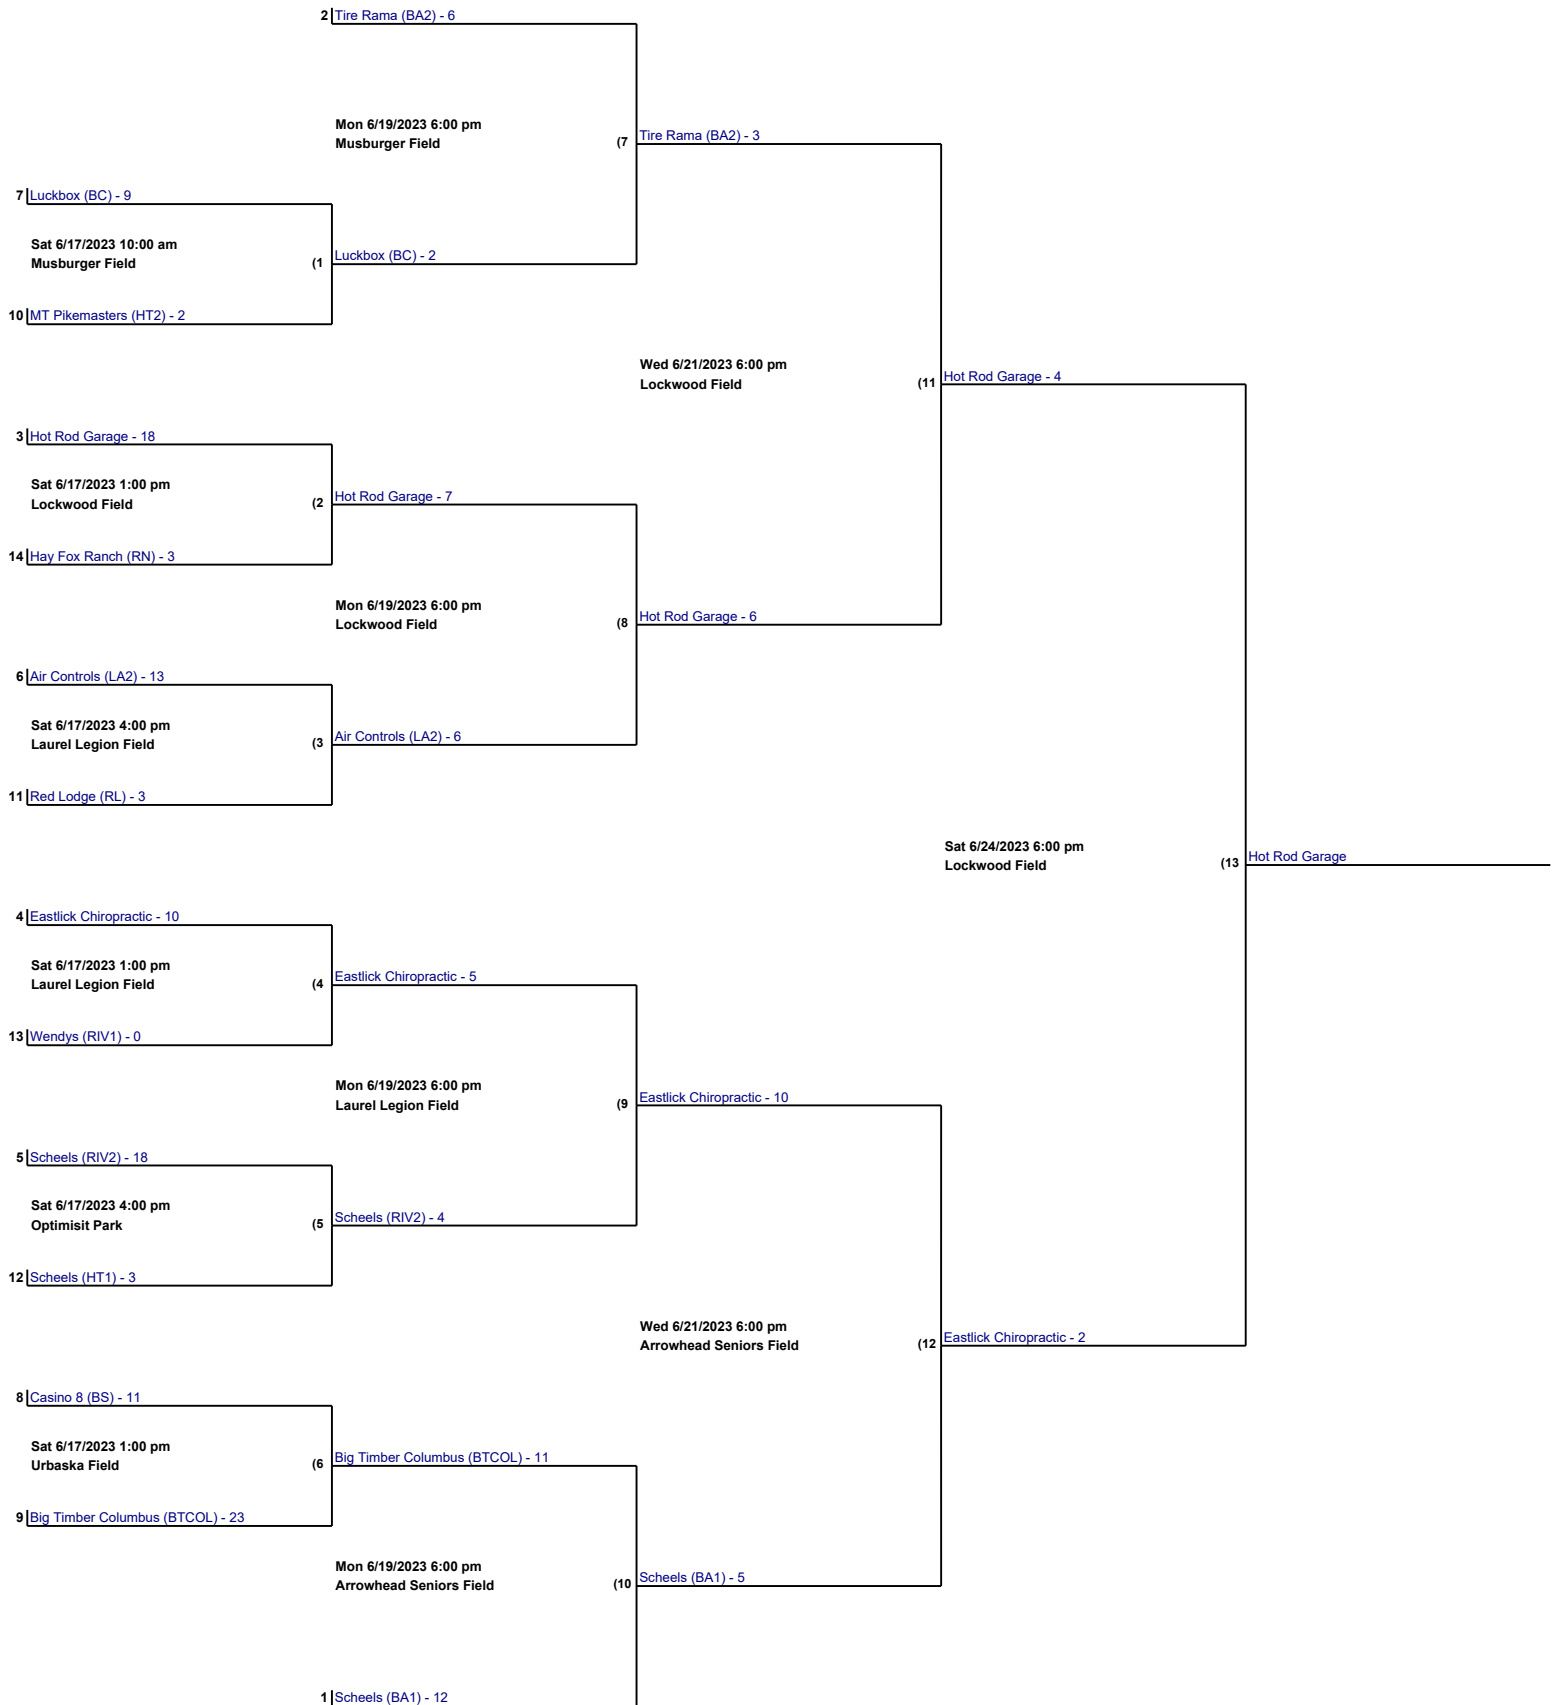 2 Tire Rama (BA2) - 6
Mon 6/19/2023 6:00 pm
Musburger Field
(7 Tire Rama (BA2) - 3
7 Luckbox (BC) - 9
Sat 6/17/2023 10:00 am
Musburger Field
(1 Luckbox (BC) - 2
10 MT Pikemasters (HT2) - 2
Wed 6/21/2023 6:00 pm
Lockwood Field
(11 Hot Rod Garage - 4
3 Hot Rod Garage - 18
Sat 6/17/2023 1:00 pm
Lockwood Field
(2 Hot Rod Garage - 7
14 Hay Fox Ranch (RN) - 3
Mon 6/19/2023 6:00 pm
Lockwood Field
(8 Hot Rod Garage - 6
6 Air Controls (LA2) - 13
Sat 6/17/2023 4:00 pm
Laurel Legion Field
(3 Air Controls (LA2) - 6
11 Red Lodge (RL) - 3
Sat 6/24/2023 6:00 pm
Lockwood Field
(13 Hot Rod Garage
4 Eastlick Chiropractic - 10
Sat 6/17/2023 1:00 pm
Laurel Legion Field
(4 Eastlick Chiropractic - 5
13 Wendys (RIV1) - 0
Mon 6/19/2023 6:00 pm
Laurel Legion Field
(9 Eastlick Chiropractic - 10
5 Scheels (RIV2) - 18
Sat 6/17/2023 4:00 pm
Optimisit Park
(5 Scheels (RIV2) - 4
12 Scheels (HT1) - 3
Wed 6/21/2023 6:00 pm
Arrowhead Seniors Field
(12 Eastlick Chiropractic - 2
8 Casino 8 (BS) - 11
Sat 6/17/2023 1:00 pm
Urbaska Field
(6 Big Timber Columbus (BTCOL) - 11
9 Big Timber Columbus (BTCOL) - 23
Mon 6/19/2023 6:00 pm
Arrowhead Seniors Field
(10 Scheels (BA1) - 5
1 Scheels (BA1) - 12